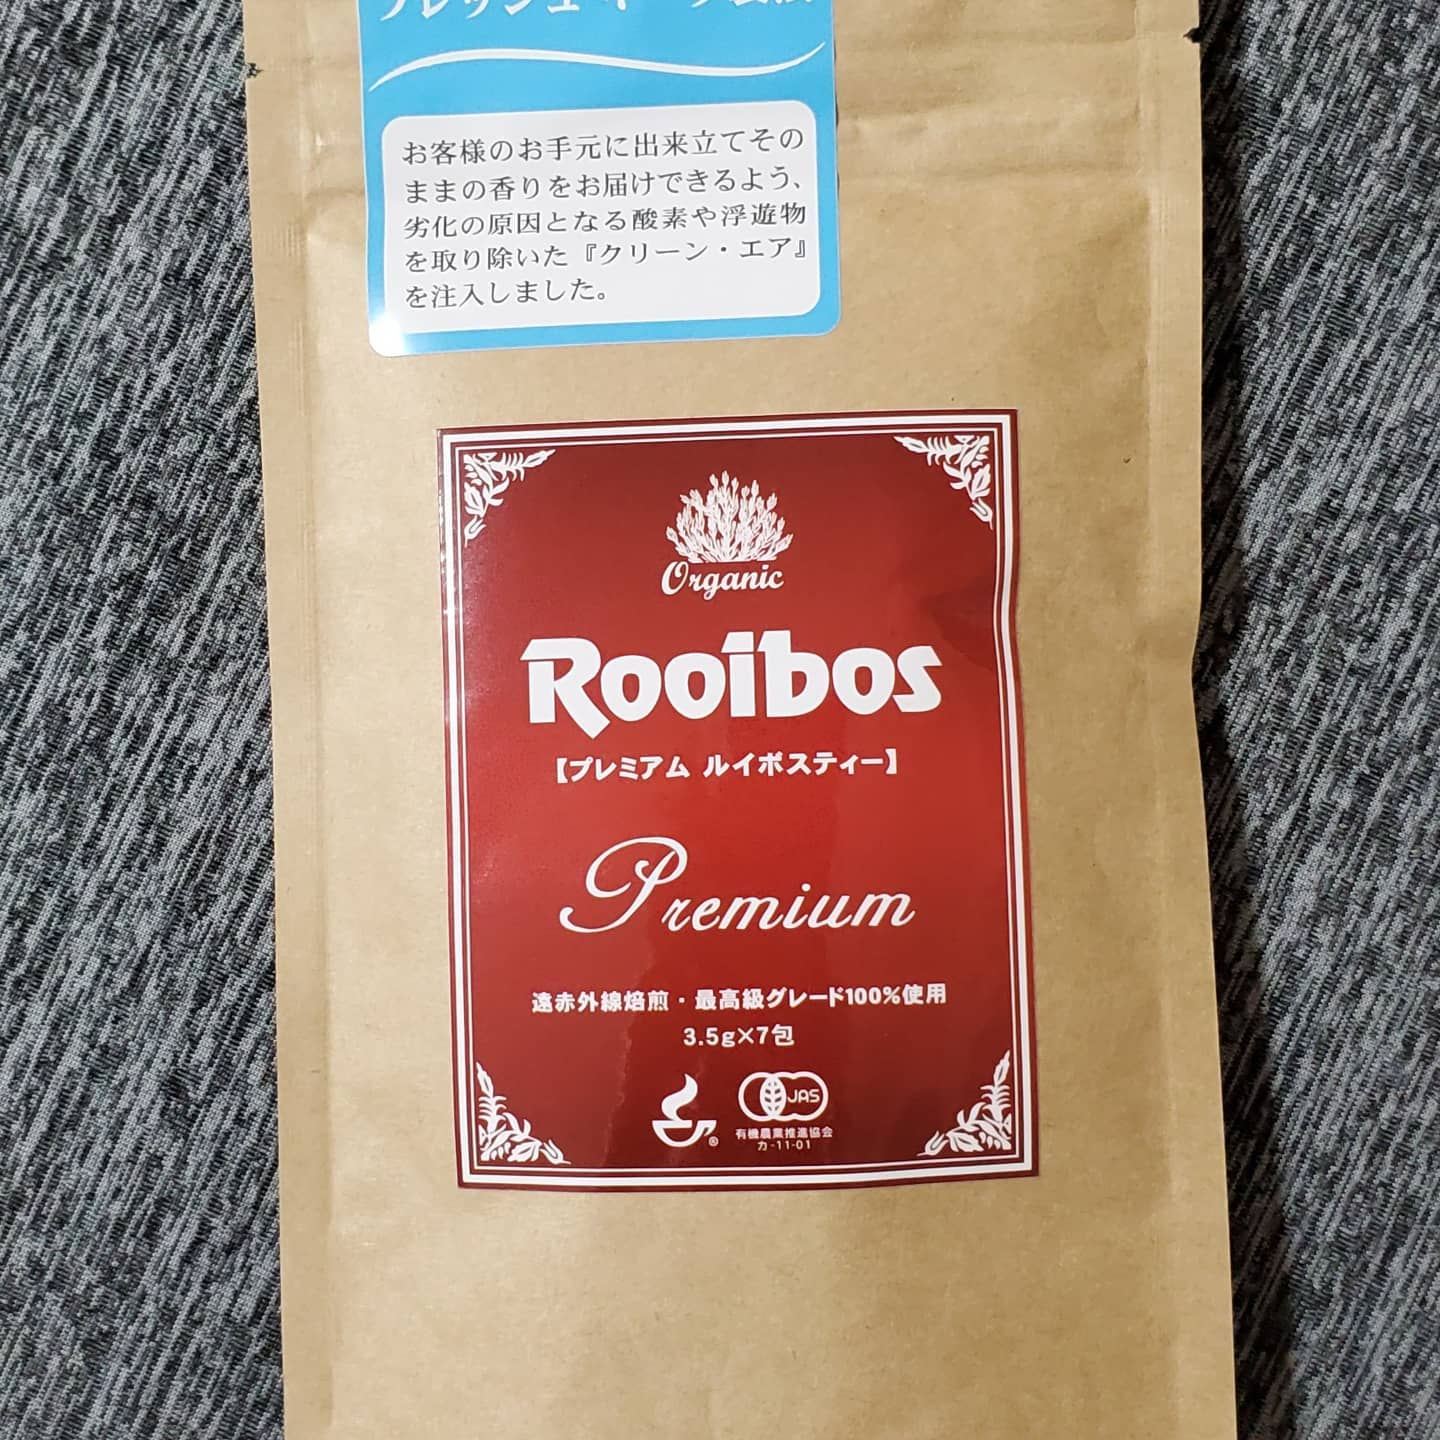 お客様のお手元に出来立てその
ままの香りをお届けできるよう、
劣化の原因となる酸素や浮遊物
を取り除いた『クリーン・エア』
を注入しました。
Organic
Rooibos
【プレミアム ルイボスティー】
Premium
遠赤外線焙煎・最高級グレード100%使用
3.5g×7包
®
JAS
有機農業推進協会
カ-11-01